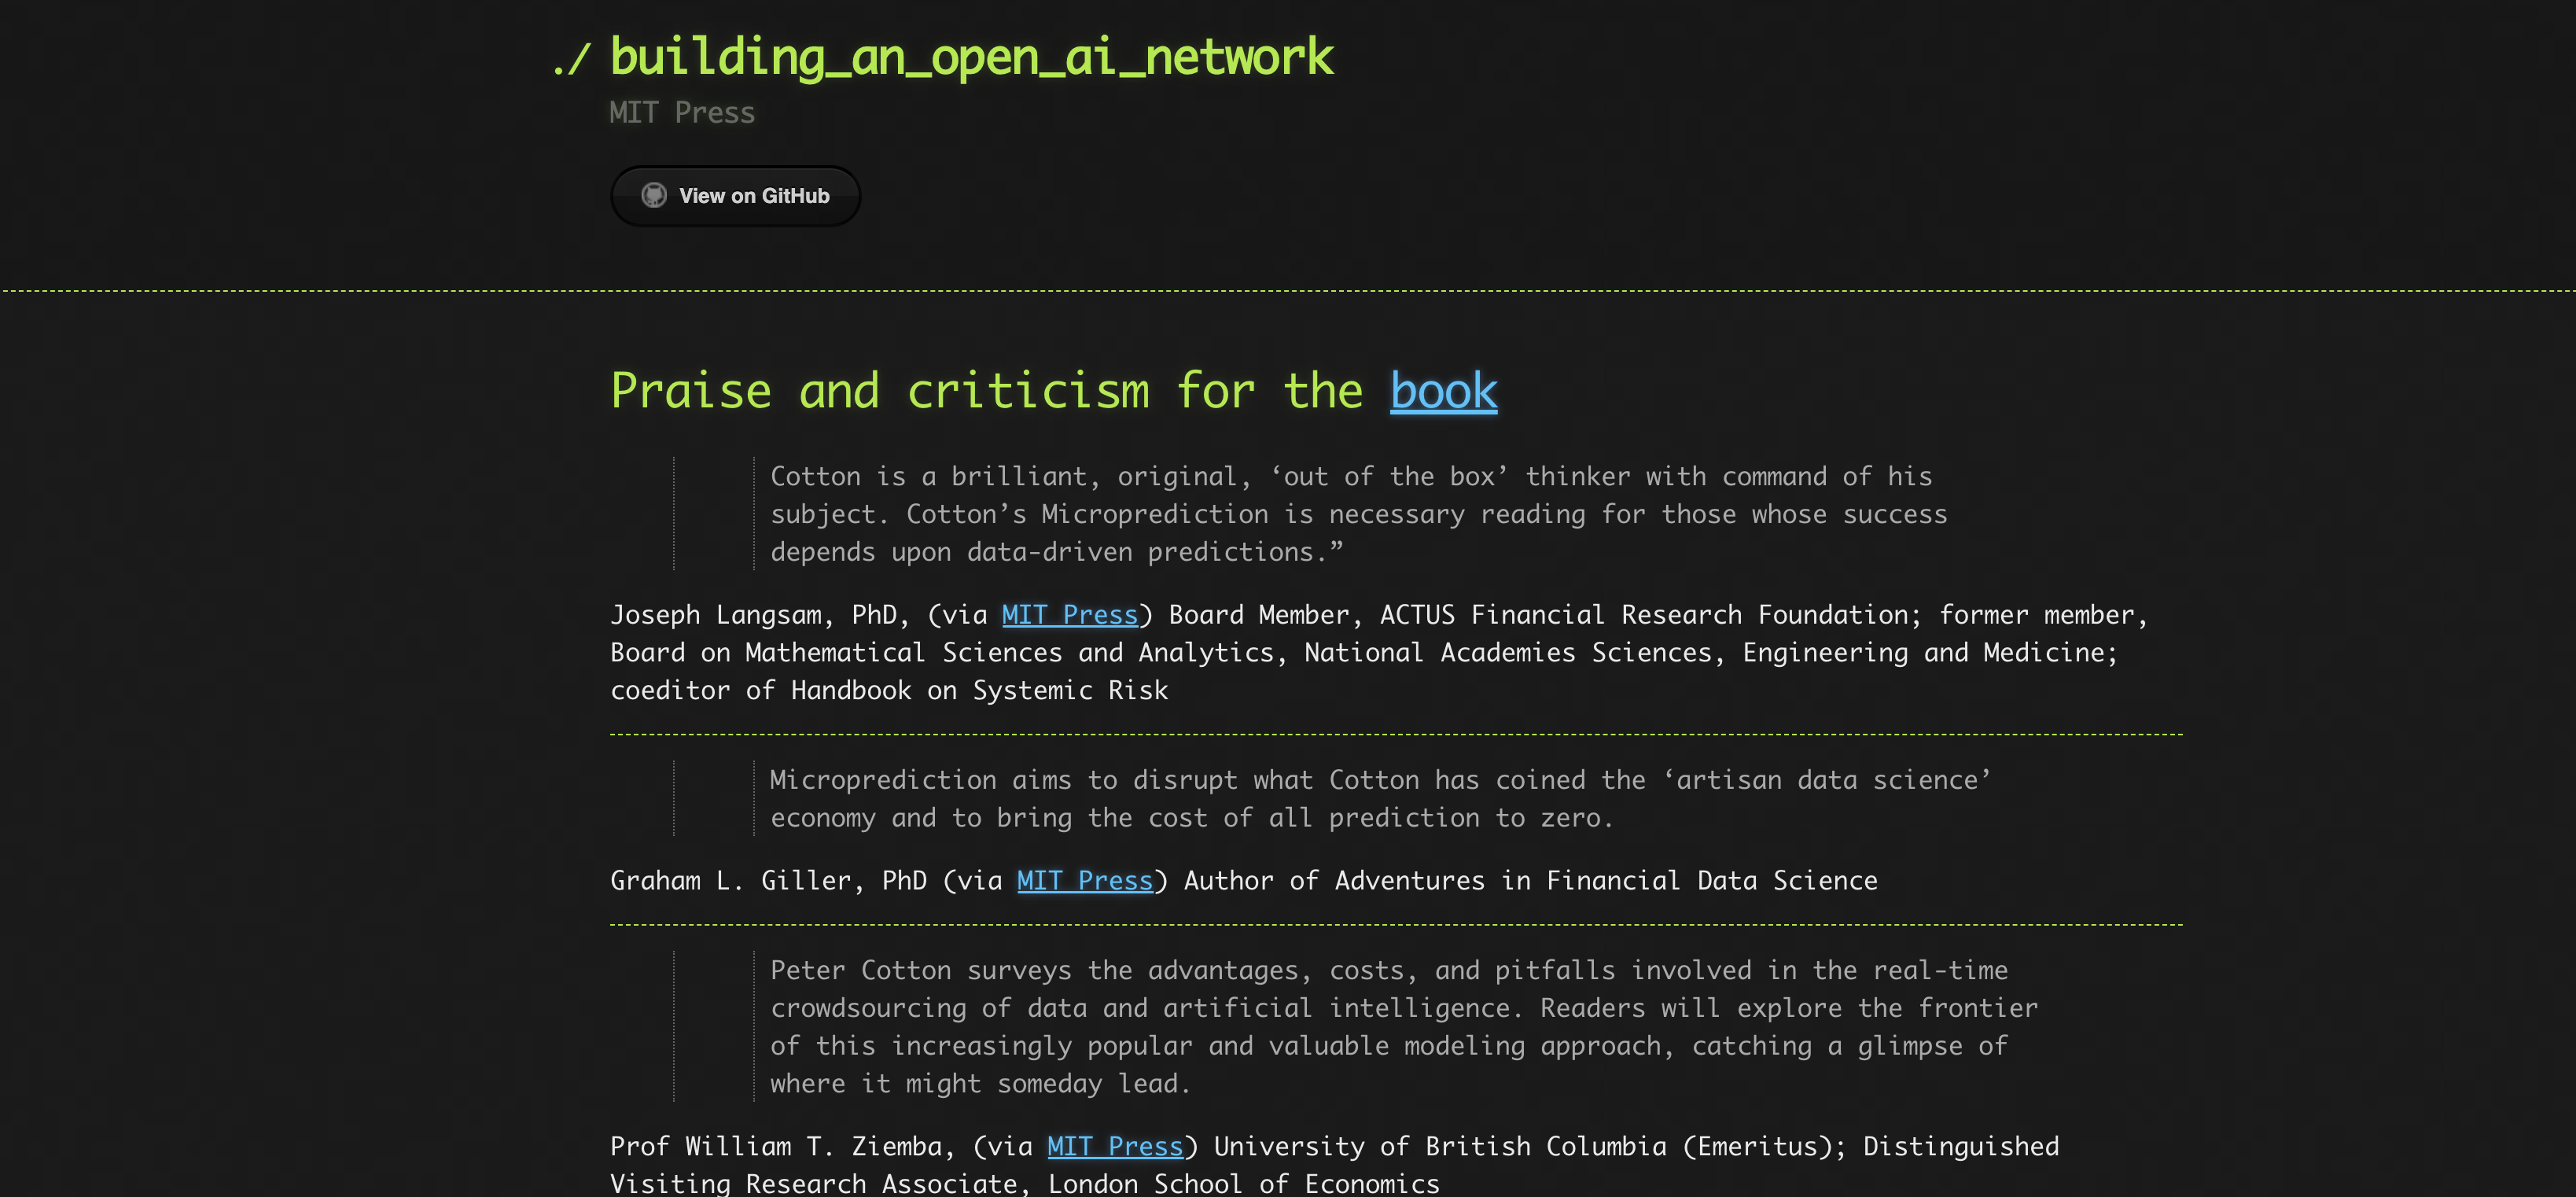 ./ building_an_open_ai_network
MIT Press
View on GitHub
Praise and criticism for the book
Cotton is a brilliant, original, ‘out of the box’ thinker with command of his
subject. Cotton’s Microprediction is necessary reading for those whose success
depends upon data-driven predictions.”
Joseph Langsam, PhD, (via MIT Press) Board Member, ACTUS Financial Research Foundation; former member,
Board on Mathematical Sciences and Analytics, National Academies Sciences, Engineering and Medicine;
coeditor of Handbook on Systemic Risk
Microprediction aims to disrupt what Cotton has coined the ‘artisan data science’
economy and to bring the cost of all prediction to zero.
Graham L. Giller, PhD (via MIT Press) Author of Adventures in Financial Data Science
Peter Cotton surveys the advantages, costs, and pitfalls involved in the real-time
crowdsourcing of data and artificial intelligence. Readers will explore the frontier
of this increasingly popular and valuable modeling approach, catching a glimpse of
where it might someday lead.
Prof William T. Ziemba, (via MIT Press) University of British Columbia (Emeritus); Distinguished
Visiting Research Associate, London School of Economics